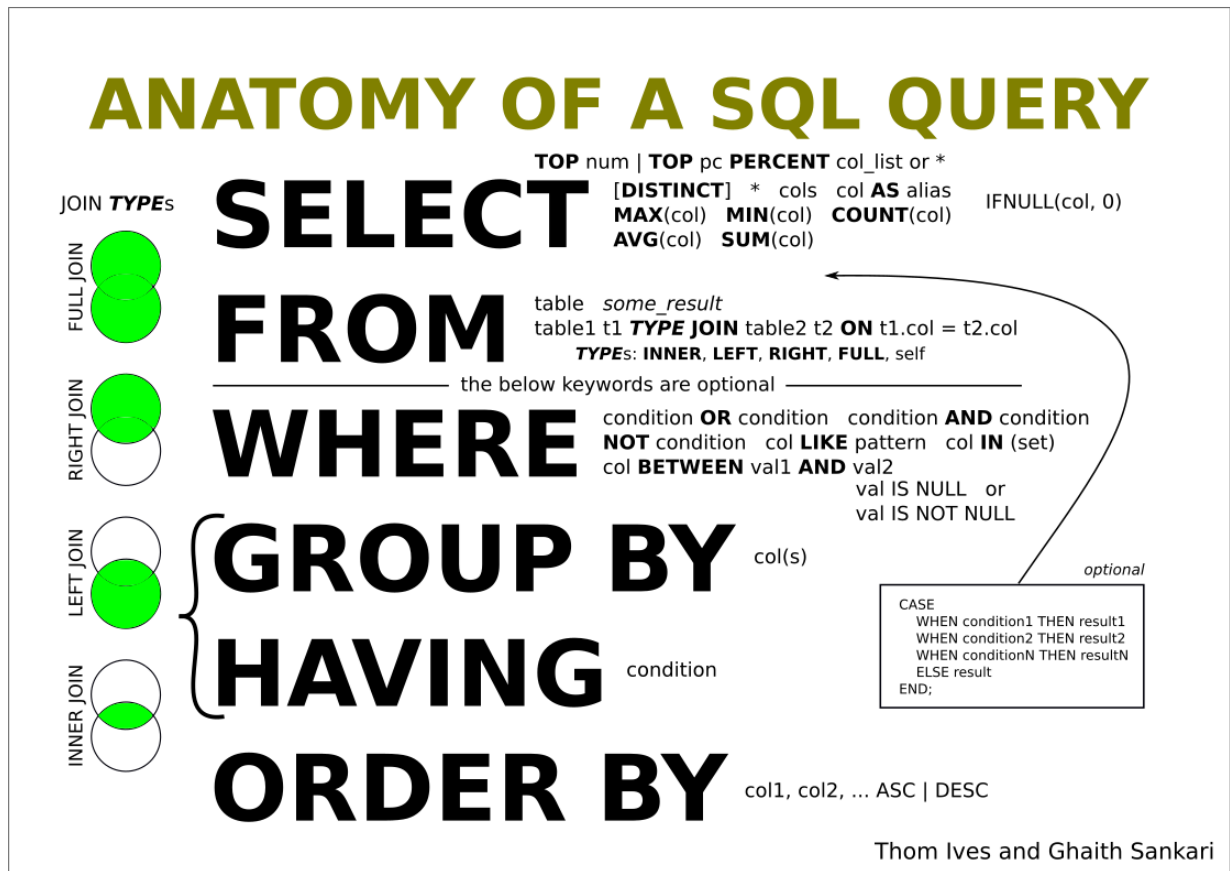 ANATOMY OF A SQL QUERY
TOP num | TOP pc PERCENT col_list or *
JOIN TYPEs
SELECT
[DISTINCT] * cols col AS alias
MAX(col) MIN(col) COUNT(col)
AVG(col) SUM(col)
IFNULL(col, 0)
FULL JOIN
FROM
table some_result
table1 t1 TYPE JOIN table2 t2 ON t1.col = t2.col
TYPEs: INNER, LEFT, RIGHT, FULL, self
the below keywords are optional
RIGHT JOIN
WHERE
condition OR condition condition AND condition
NOT condition col LIKE pattern col IN (set)
col BETWEEN val1 AND val2
val IS NULL or
val IS NOT NULL
LEFT JOIN
GROUP BY
col(s)
optional
CASE
WHEN condition1 THEN result1
WHEN condition2 THEN result2
WHEN conditionN THEN resultN
ELSE result
END;
INNER JOIN
HAVING
condition
ORDER BY
col1, col2, ... ASC | DESC
Thom Ives and Ghaith Sankari